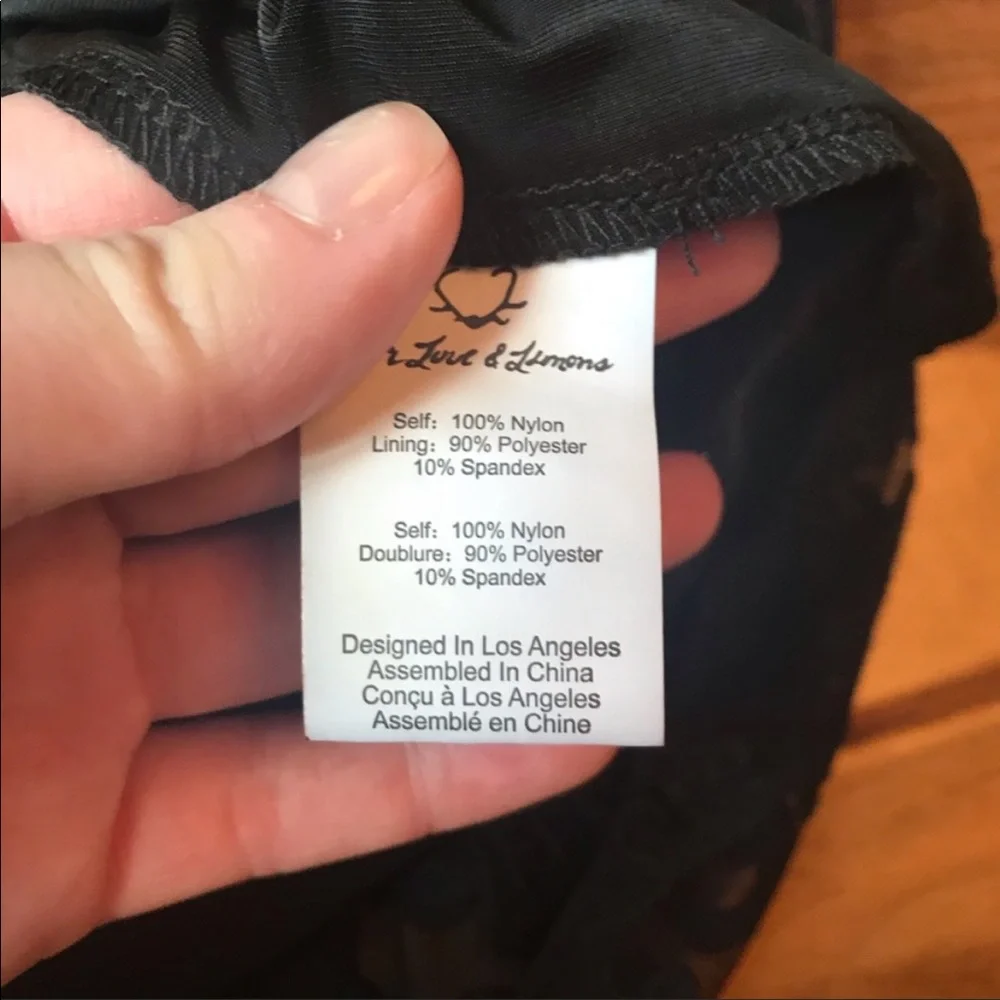 Love & Lemons
Self: 100% Nylon
Lining: 90% Polyester
10% Spandex
Self: 100% Nylon
Doublure: 90% Polyester
10% Spandex
Designed In Los Angeles
Assembled In China
Conçu à Los Angeles
Assemblé en Chine